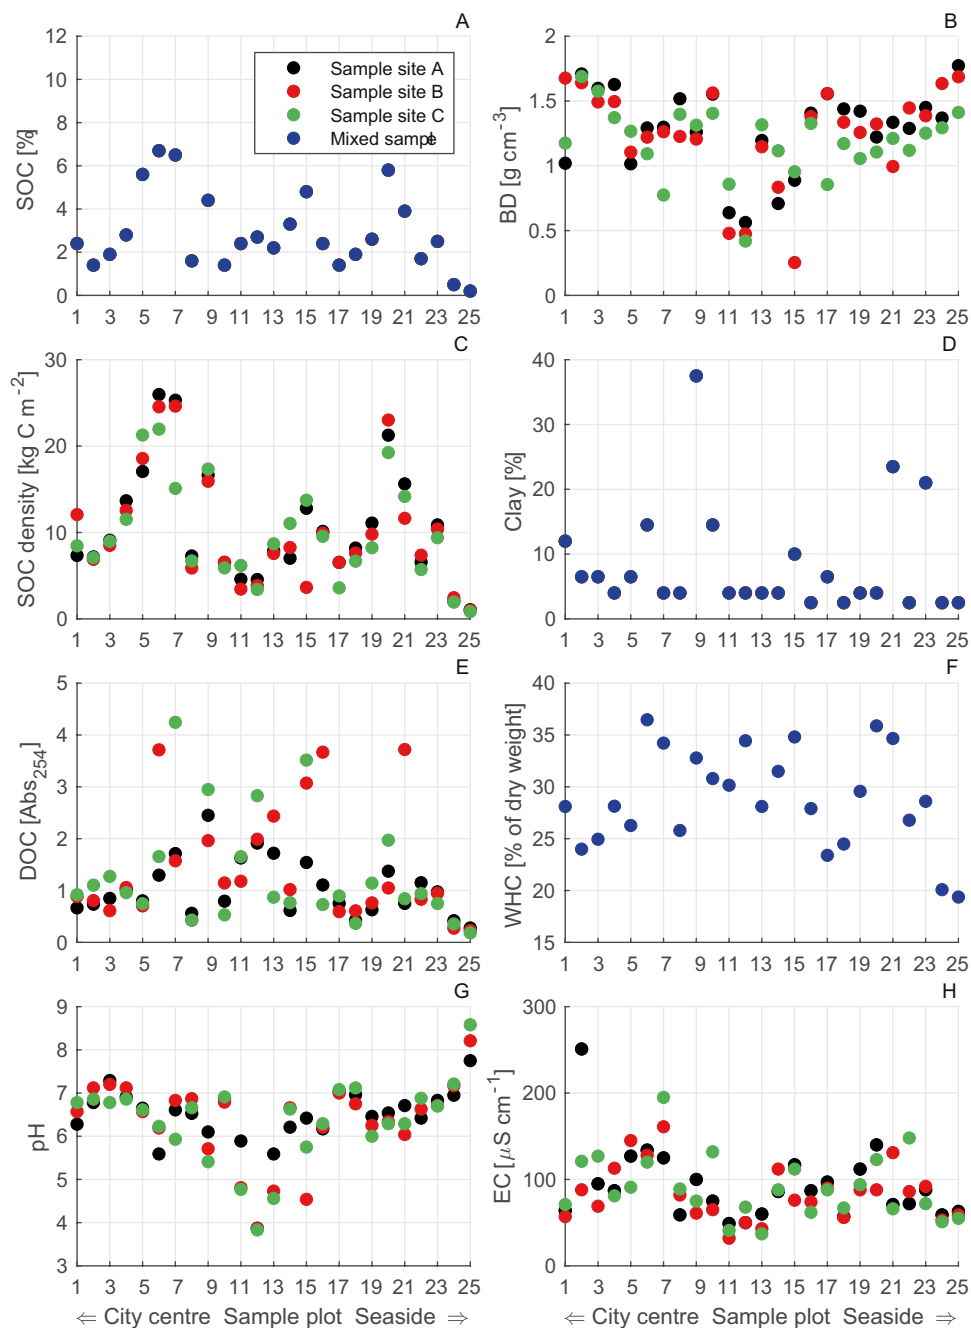 A
SOC [%]
12
10
8
6
4
2
0
1 3 5 7 9 11 13 15 17 19 21 23 25
Sample site A
Sample site B
Sample site C
Mixed sample
B
BD [g cm⁻³]
2
1.5
1
0.5
0
1 3 5 7 9 11 13 15 17 19 21 23 25
C
SOC density [kg C m⁻²]
30
20
10
0
1 3 5 7 9 11 13 15 17 19 21 23 25
D
Clay [%]
40
30
20
10
0
1 3 5 7 9 11 13 15 17 19 21 23 25
E
DOC [Abs₂₅₄]
5
4
3
2
1
0
1 3 5 7 9 11 13 15 17 19 21 23 25
F
WHC [% of dry weight]
40
35
30
25
20
15
1 3 5 7 9 11 13 15 17 19 21 23 25
G
pH
9
8
7
6
5
4
3
1 3 5 7 9 11 13 15 17 19 21 23 25
⇐ City centre Sample plot Seaside ⇒
H
EC [μS cm⁻¹]
300
200
100
0
1 3 5 7 9 11 13 15 17 19 21 23 25
⇐ City centre Sample plot Seaside ⇒